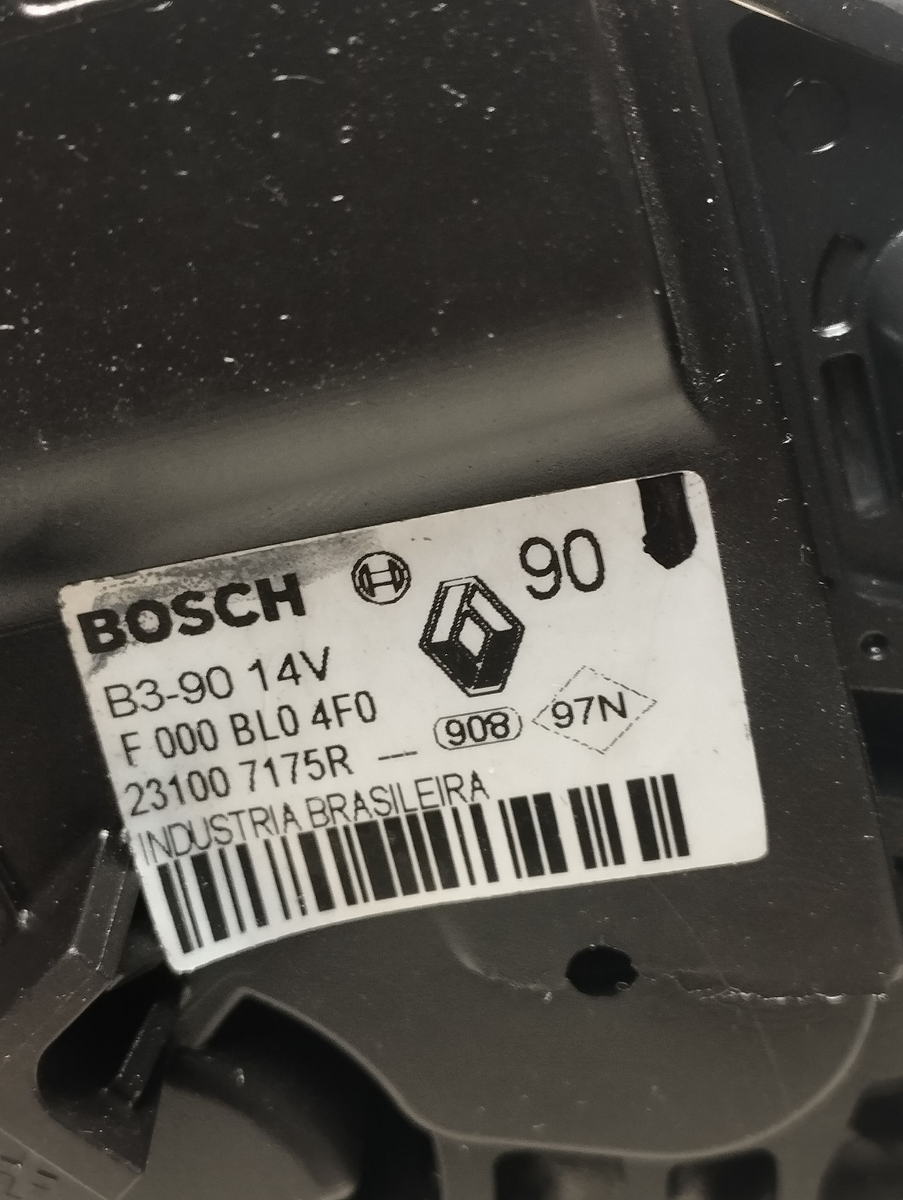 BOSCH
90
B3-90 14V
F 000 BL0 4F0
908
97N
23100 7175R —
INDUSTRIA BRASILEIRA